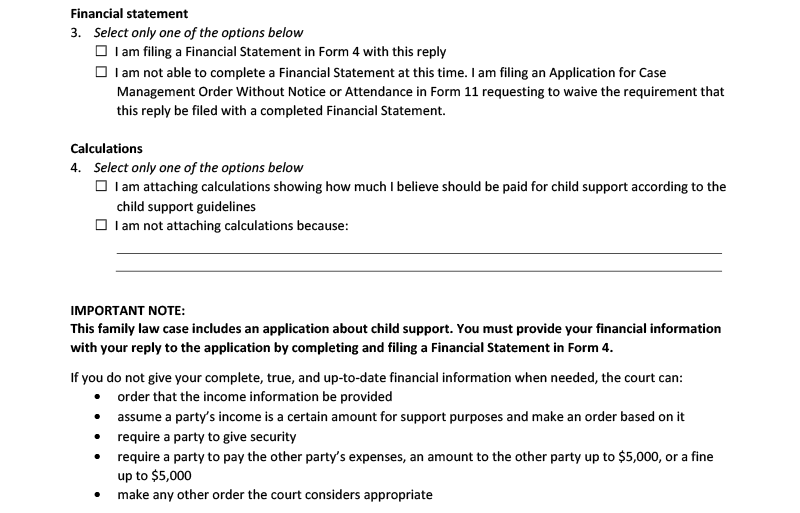 Financial statement
3. Select only one of the options below
☐ I am filing a Financial Statement in Form 4 with this reply
☐ I am not able to complete a Financial Statement at this time. I am filing an Application for Case
Management Order Without Notice or Attendance in Form 11 requesting to waive the requirement that
this reply be filed with a completed Financial Statement.
Calculations
4. Select only one of the options below
☐ I am attaching calculations showing how much I believe should be paid for child support according to the
child support guidelines
☐ I am not attaching calculations because:
IMPORTANT NOTE:
This family law case includes an application about child support. You must provide your financial information
with your reply to the application by completing and filing a Financial Statement in Form 4.
If you do not give your complete, true, and up-to-date financial information when needed, the court can:
• order that the income information be provided
• assume a party's income is a certain amount for support purposes and make an order based on it
• require a party to give security
• require a party to pay the other party's expenses, an amount to the other party up to $5,000, or a fine
up to $5,000
• make any other order the court considers appropriate